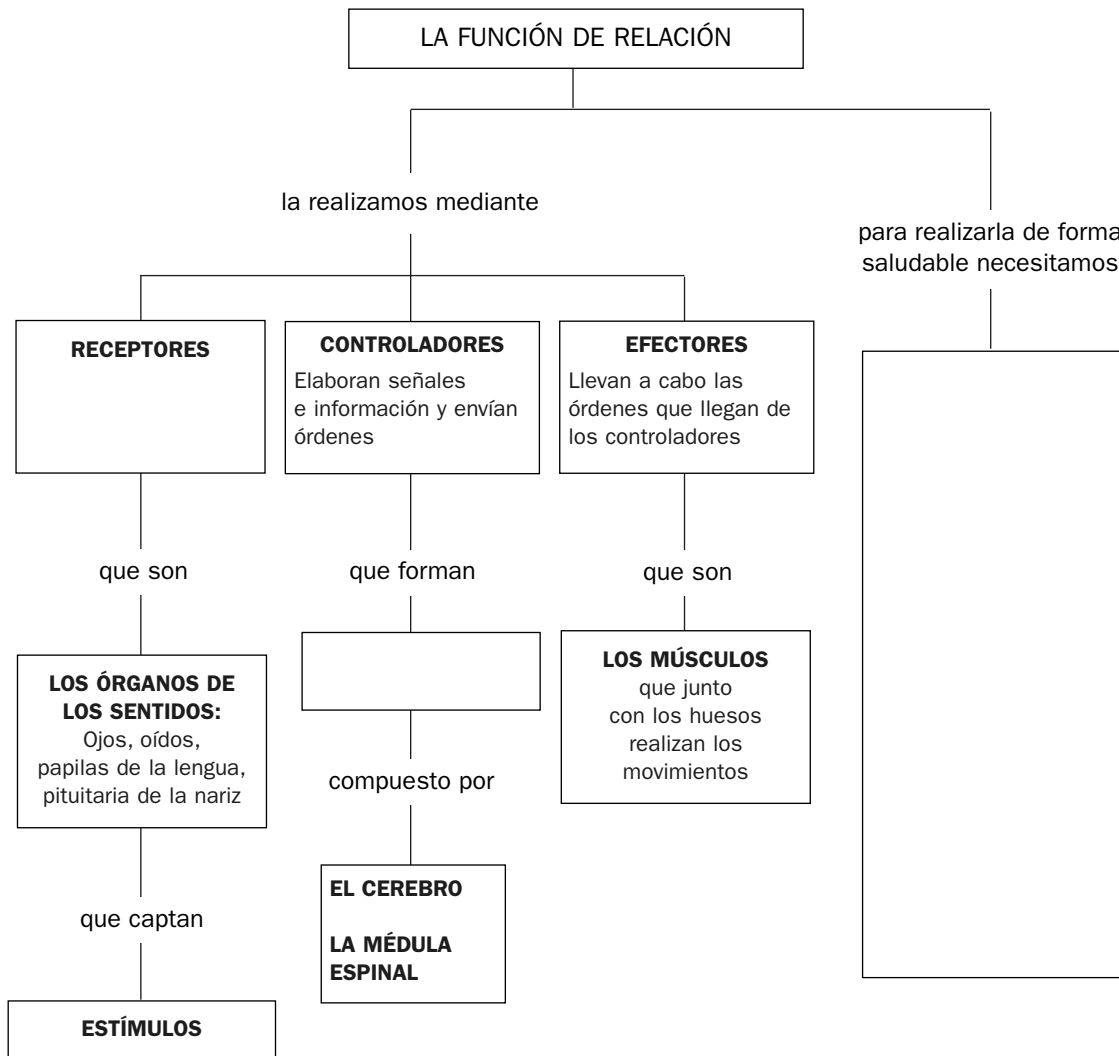 LA FUNCIÓN DE RELACIÓN
la realizamos mediante
para realizarla de forma
saludable necesitamos
RECEPTORES
CONTROLADORES
Elaboran señales
e información y envían
órdenes
EFECTORES
Llevan a cabo las
órdenes que llegan de
los controladores
que son
que forman
que son
LOS ÓRGANOS DE
LOS SENTIDOS:
Ojos, oídos,
papilas de la lengua,
pituitaria de la nariz
LOS MÚSCULOS
que junto
con los huesos
realizan los
movimientos
compuesto por
EL CEREBRO
LA MÉDULA
ESPINAL
que captan
ESTÍMULOS